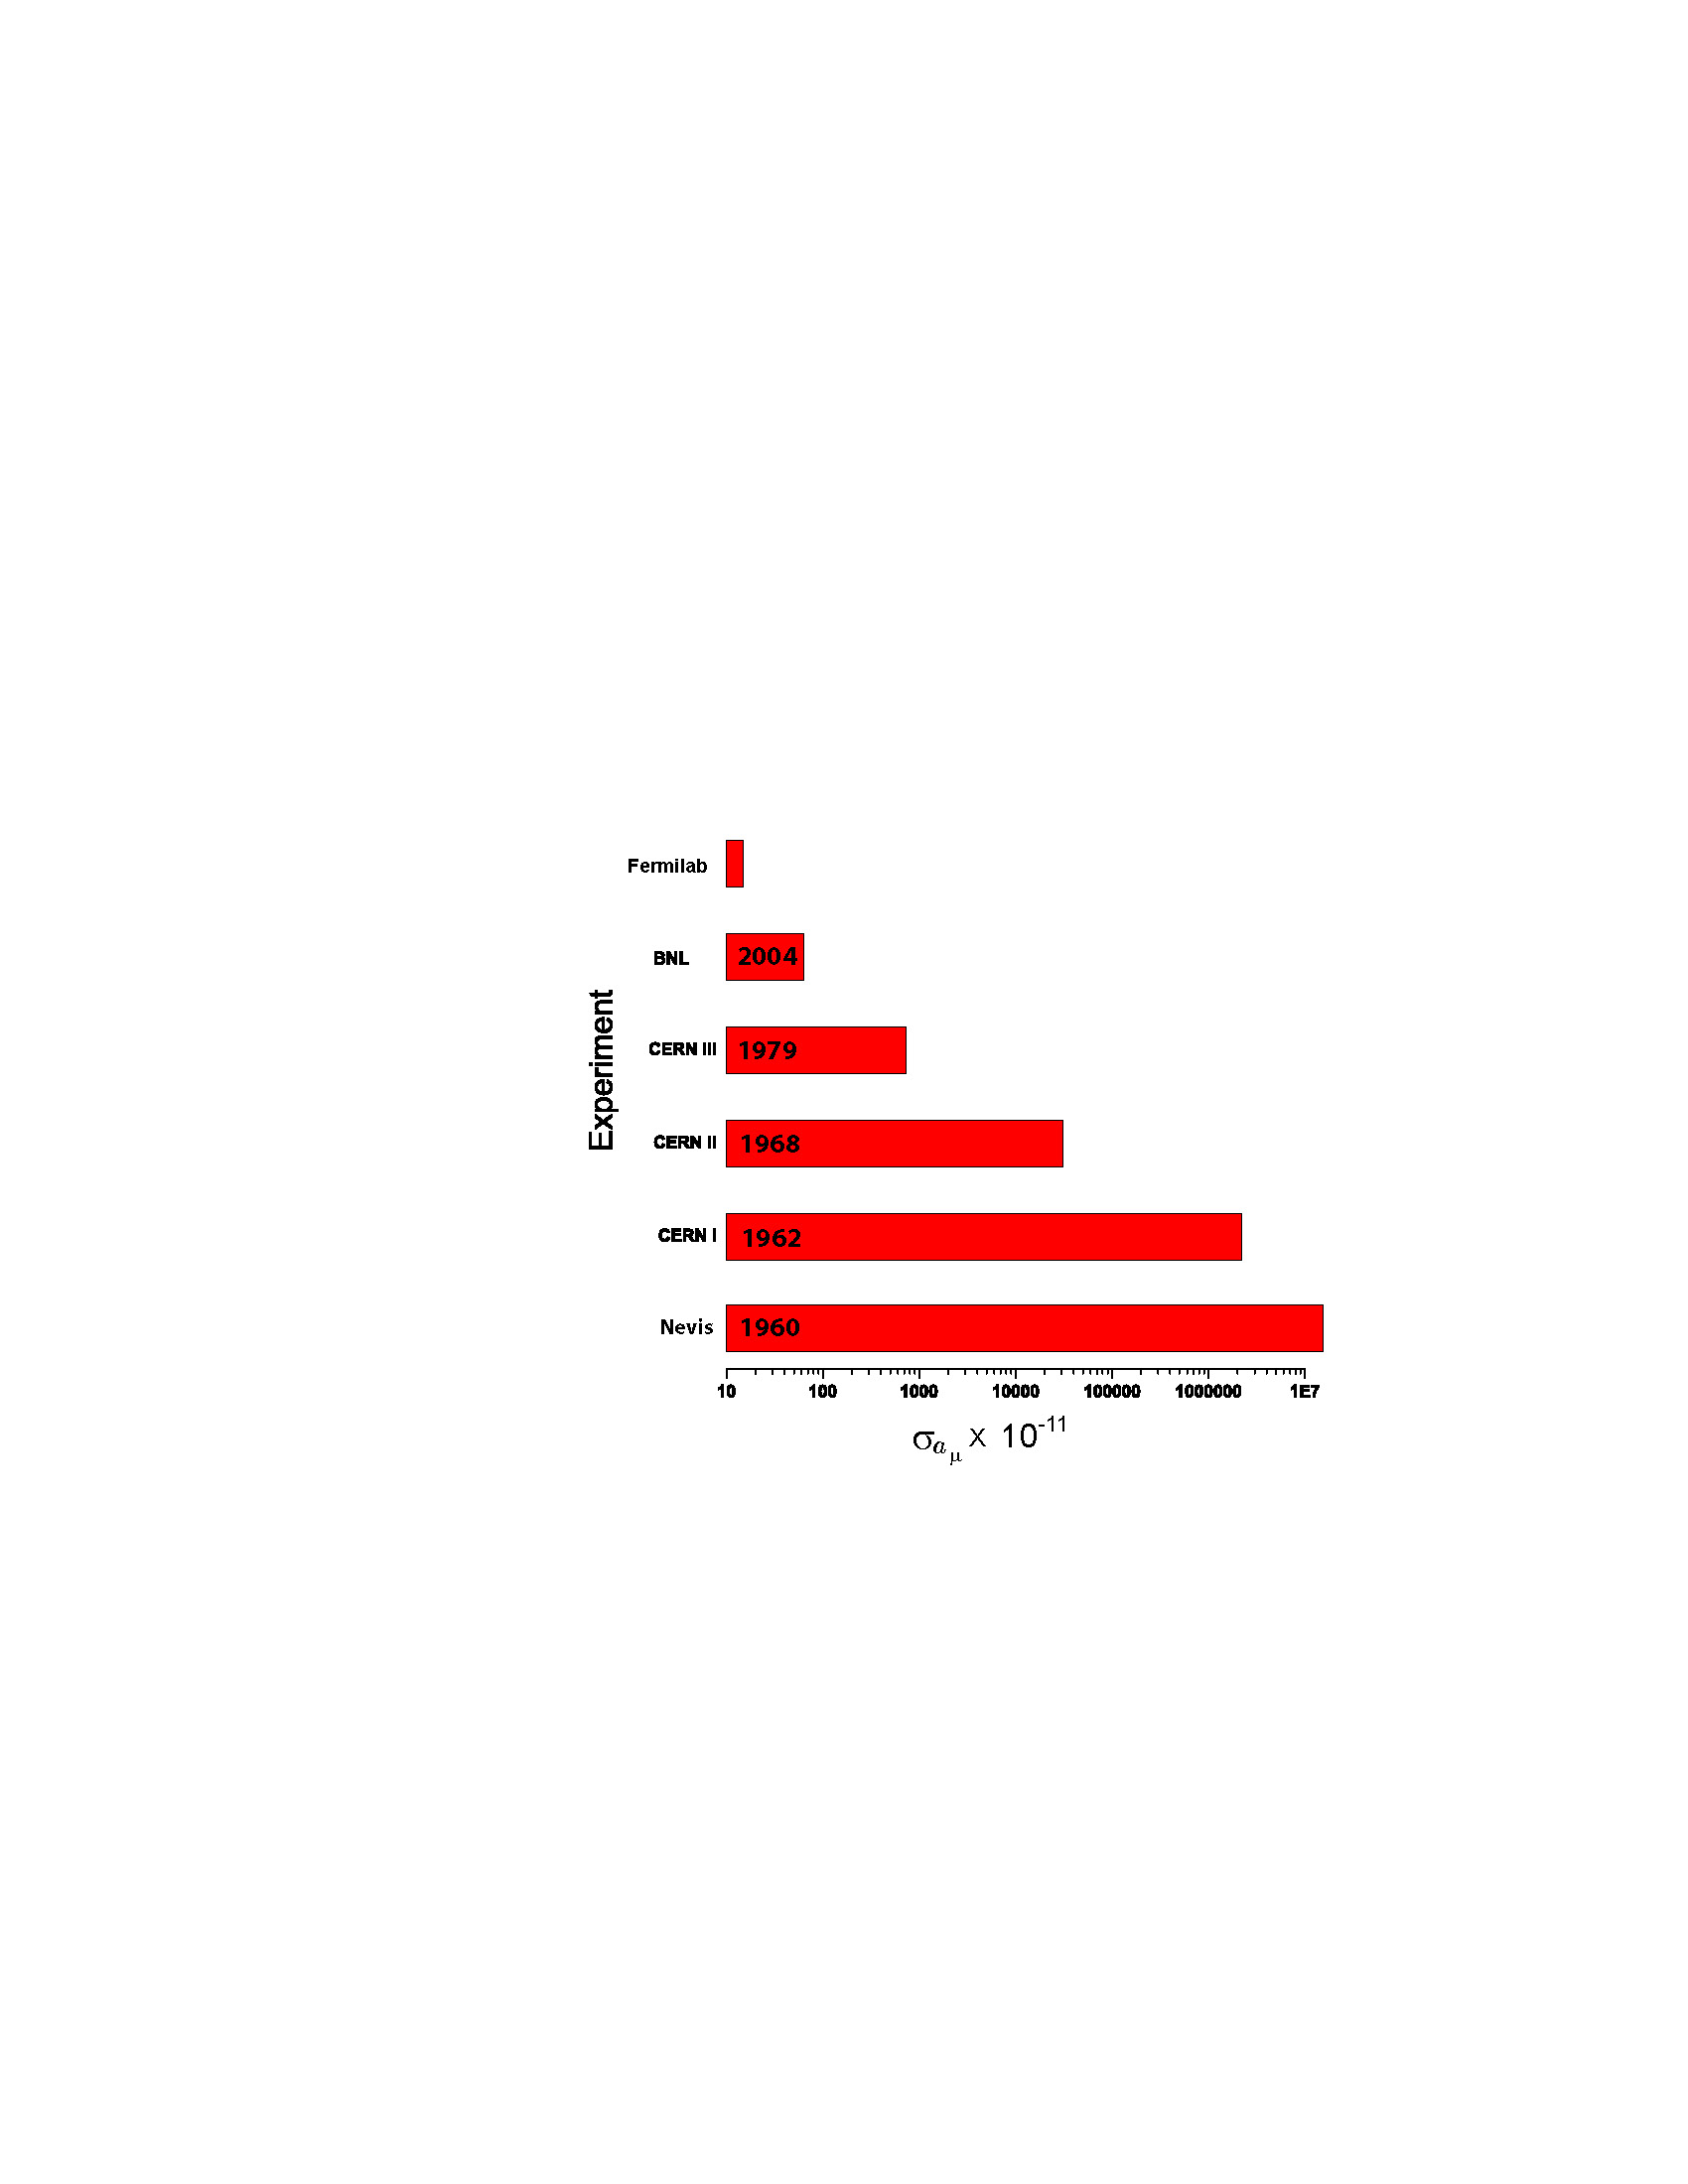 Fermilab
BNL
2004
CERN III
1979
CERN II
1968
CERN I
1962
Nevis
1960
Experiment
10 100 1000 10000 100000 1000000 1E7
σaμ x 10-11